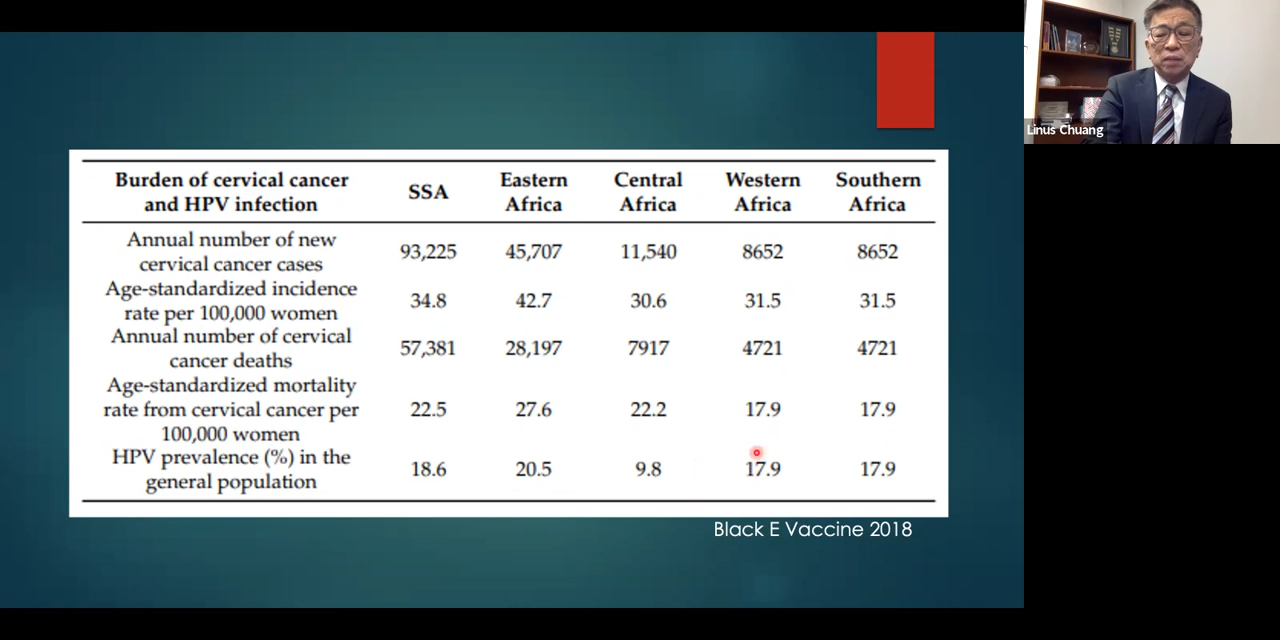 Burden of cervical cancer and HPV infection SSA Eastern Africa Central Africa Western Africa Southern Africa
Annual number of new cervical cancer cases 93,225 45,707 11,540 8652 8652
Age-standardized incidence rate per 100,000 women 34.8 42.7 30.6 31.5 31.5
Annual number of cervical cancer deaths 57,381 28,197 7917 4721 4721
Age-standardized mortality rate from cervical cancer per 100,000 women 22.5 27.6 22.2 17.9 17.9
HPV prevalence (%) in the general population 18.6 20.5 9.8 17.9 17.9
Black E Vaccine 2018
Linus Chuang